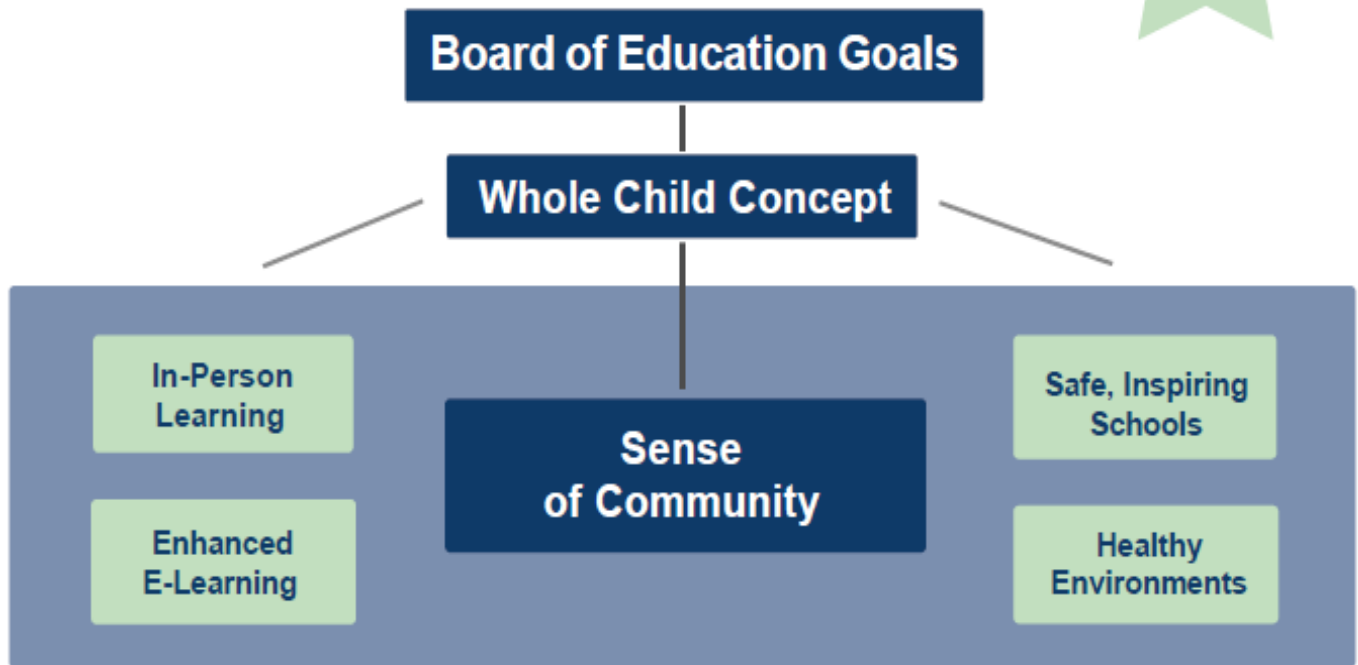 Board of Education Goals
Whole Child Concept
In-Person
Learning
Enhanced
E-Learning
Sense
of Community
Safe, Inspiring
Schools
Healthy
Environments